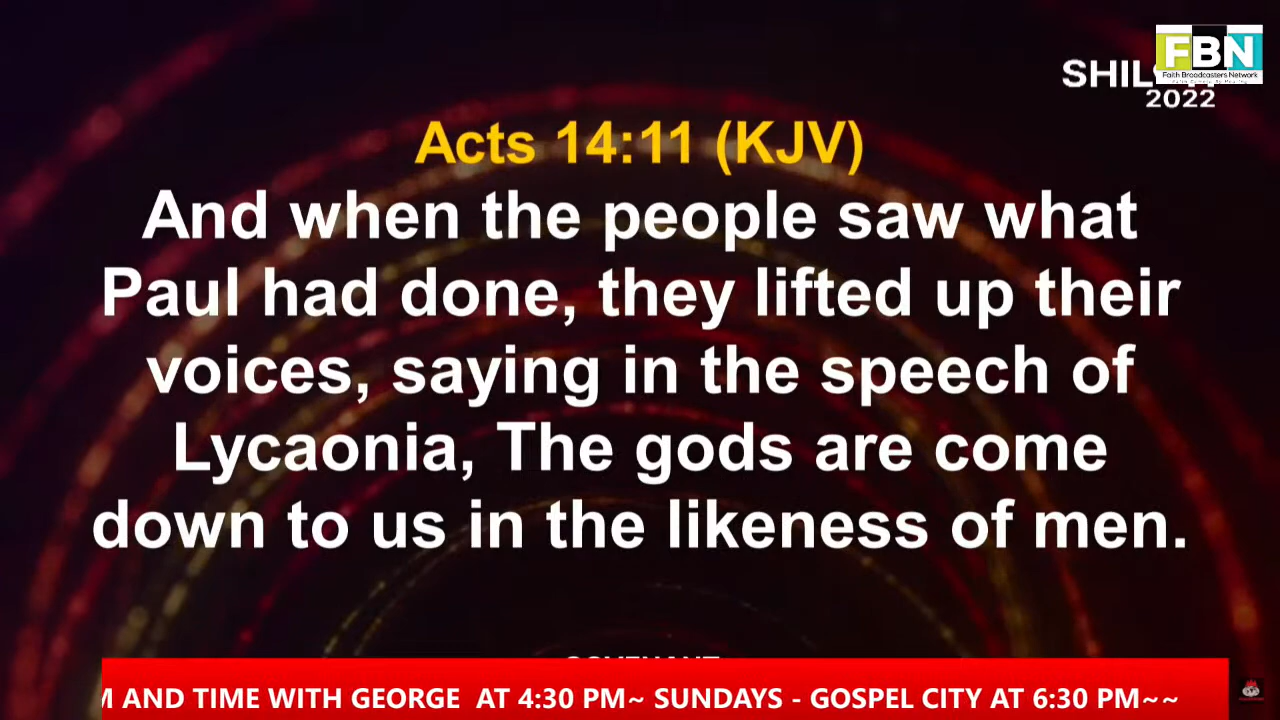 FBN
Faith Broadcasters Network
2022
Acts 14:11 (KJV)
And when the people saw what
Paul had done, they lifted up their
voices, saying in the speech of
Lycaonia, The gods are come
down to us in the likeness of men.
AND TIME WITH GEORGE AT 4:30 PM~ SUNDAYS - GOSPEL CITY AT 6:30 PM~~